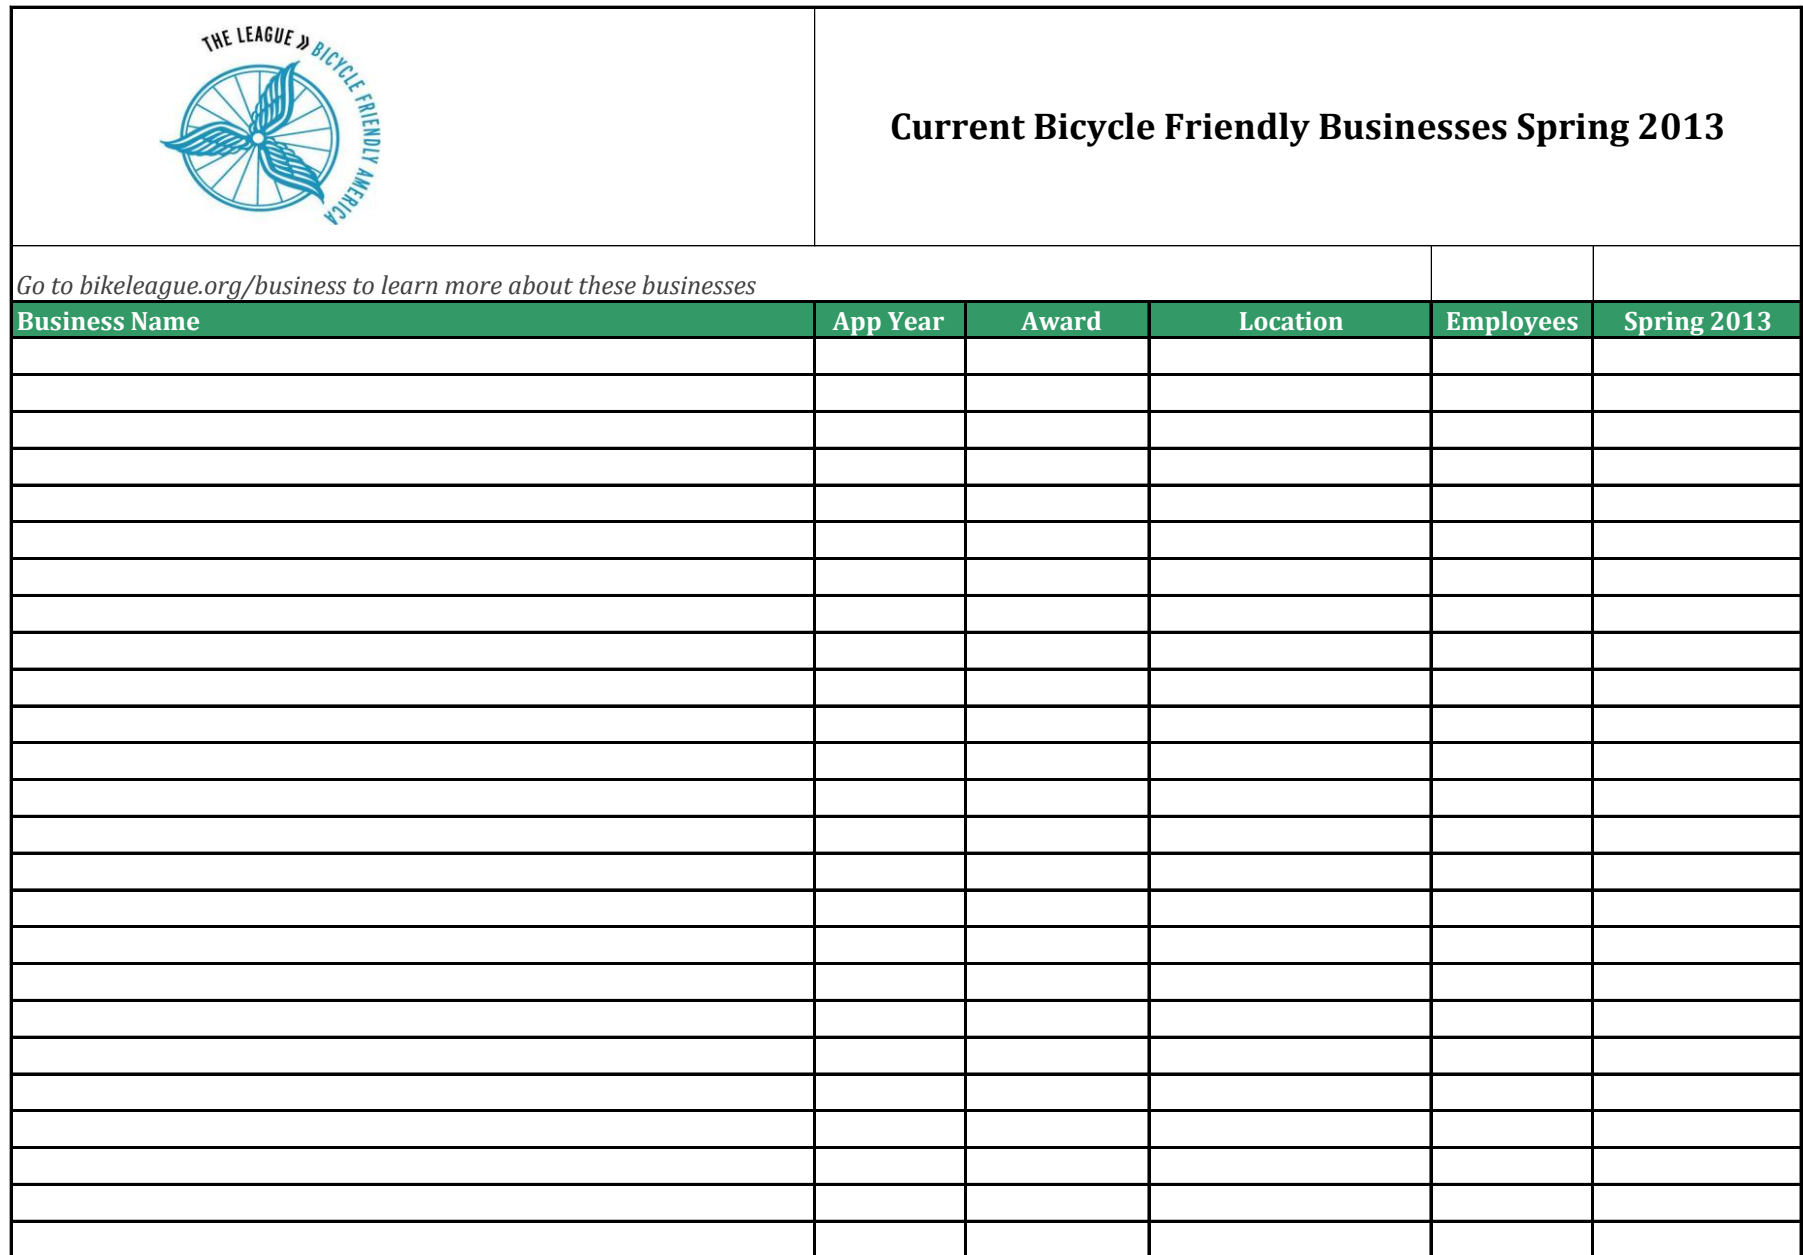 THE LEAGUE » BICYCLE FRIENDLY AMERICA
Current Bicycle Friendly Businesses Spring 2013
Go to bikeleague.org/business to learn more about these businesses
Business Name App Year Award Location Employees Spring 2013